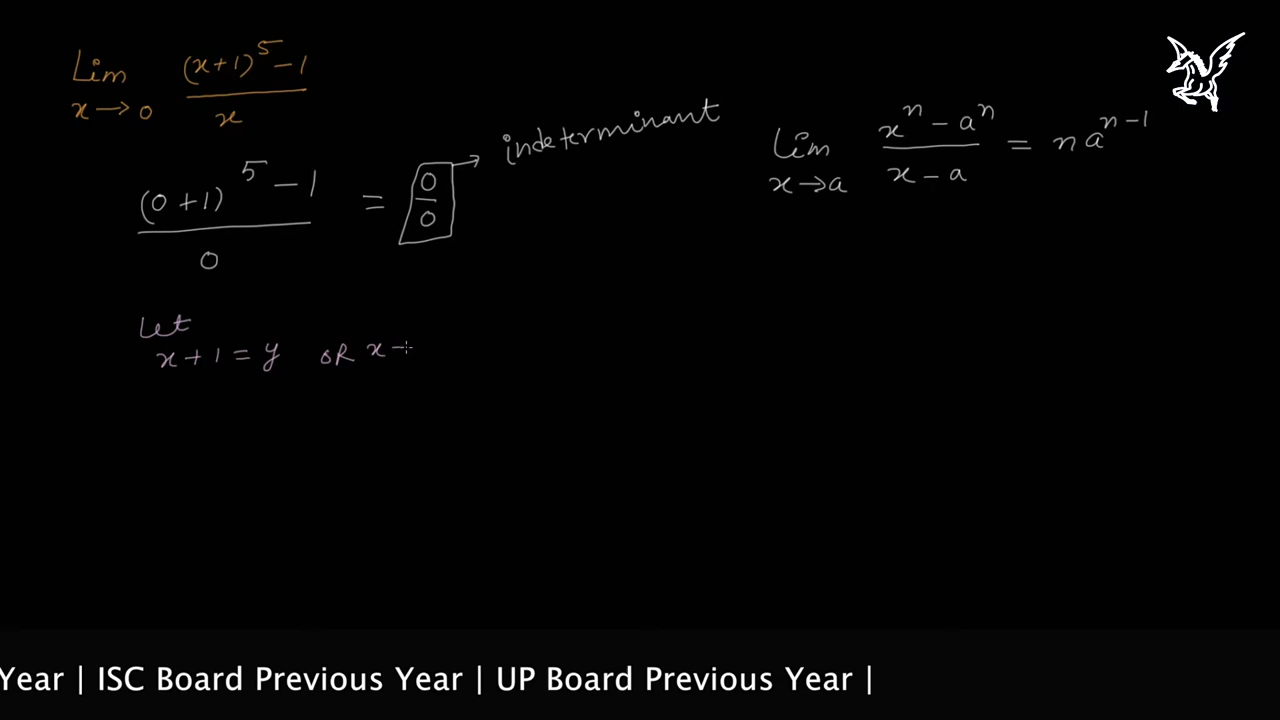 Lim x→0 (x+1)^5 - 1 / x
(0+1)^5 - 1 / 0 = 0/0 → indeterminant
Lim x→a x^n - a^n / x - a = n a^(n-1)
Let
x + 1 = y OR x -
Year | ISC Board Previous Year | UP Board Previous Year |